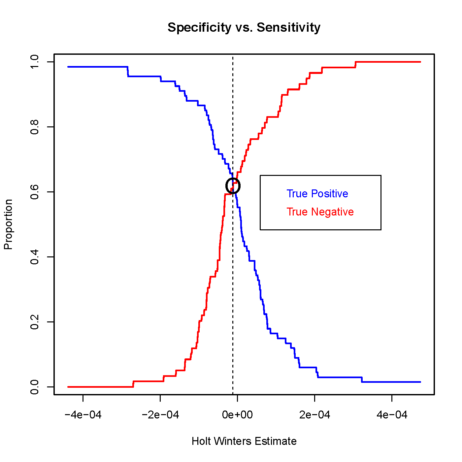 Specificity vs. Sensitivity
Proportion
1.0
0.8
0.6
0.4
0.2
0.0
True Positive
True Negative
−4e−04 −2e−04 0e+00 2e−04 4e−04
Holt Winters Estimate